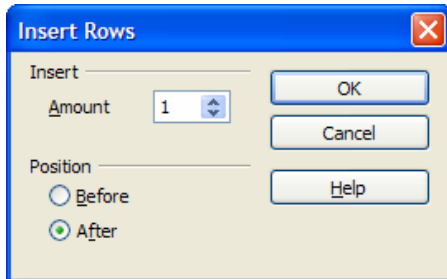 Insert Rows
Insert
Amount 1
OK
Cancel
Position
Before
Help
After